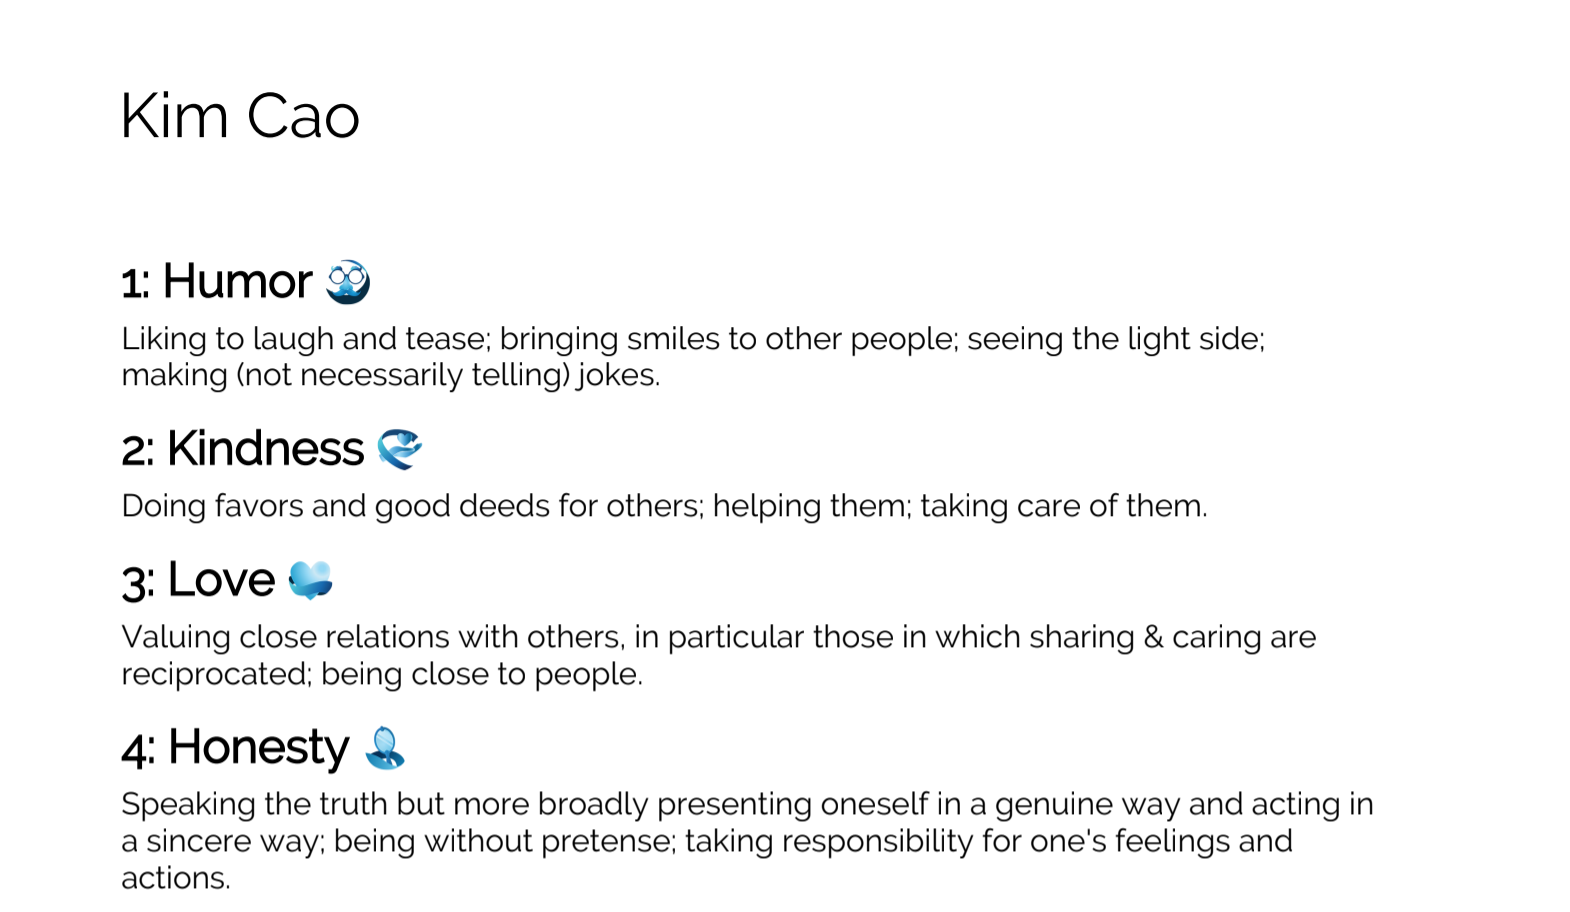 Kim Cao
1: Humor
Liking to laugh and tease; bringing smiles to other people; seeing the light side;
making (not necessarily telling) jokes.
2: Kindness
Doing favors and good deeds for others; helping them; taking care of them.
3: Love
Valuing close relations with others, in particular those in which sharing & caring are
reciprocated; being close to people.
4: Honesty
Speaking the truth but more broadly presenting oneself in a genuine way and acting in
a sincere way; being without pretense; taking responsibility for one's feelings and
actions.